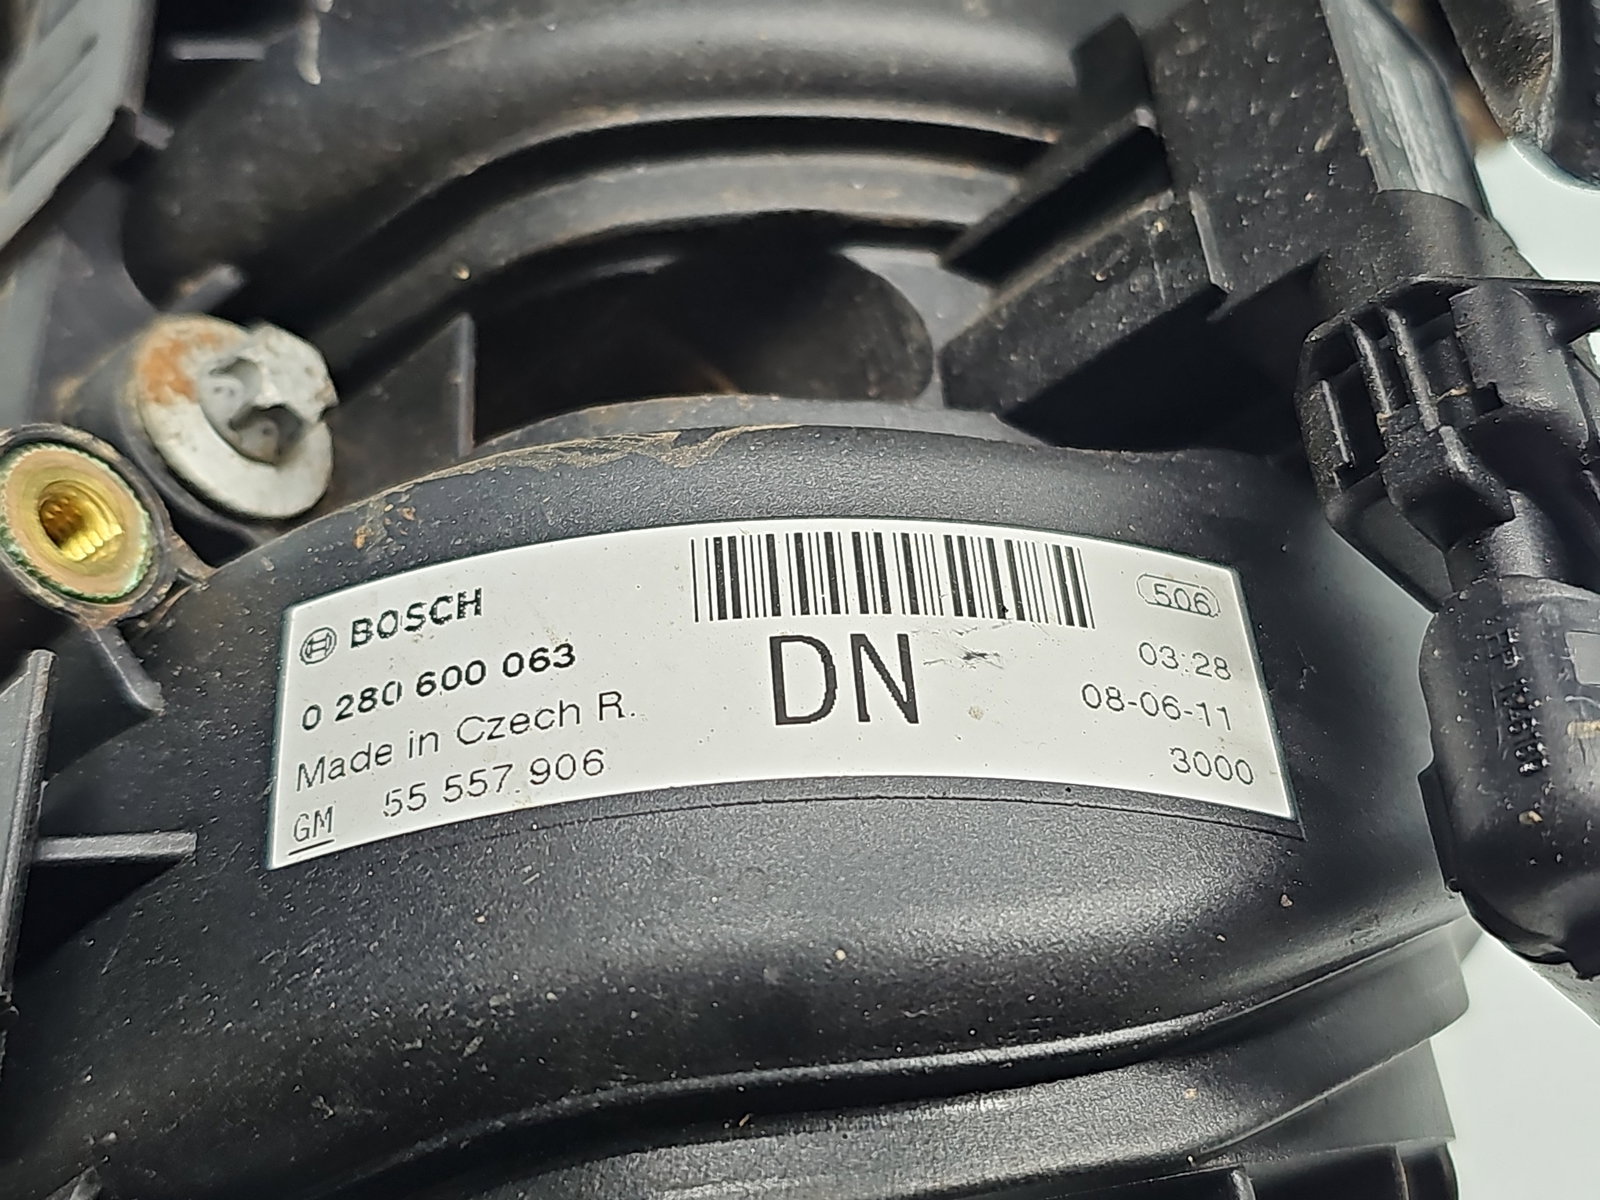 BOSCH
0 280 600 063
Made in Czech R.
GM 55 557 906
DN
506
03:28
08-06-11
3000